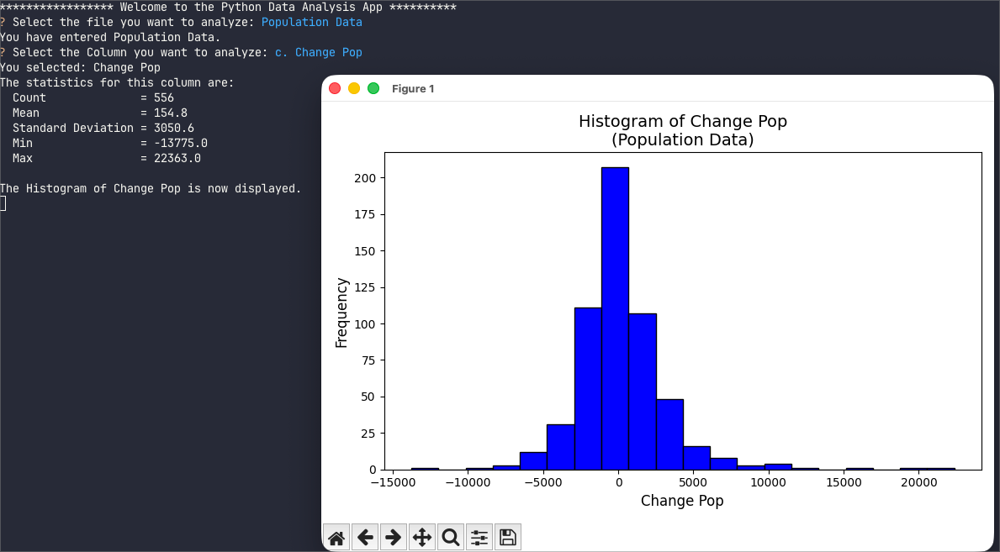 ***************** Welcome to the Python Data Analysis App **********
? Select the file you want to analyze: Population Data
You have entered Population Data.
? Select the Column you want to analyze: c. Change Pop
You selected: Change Pop
The statistics for this column are:
  Count              = 556
  Mean               = 154.8
  Standard Deviation = 3050.6
  Min                = -13775.0
  Max                = 22363.0
The Histogram of Change Pop is now displayed.
Figure 1
Histogram of Change Pop
(Population Data)
Frequency
200
175
150
125
100
75
50
25
0
−15000 −10000 −5000 0 5000 10000 15000 20000
Change Pop